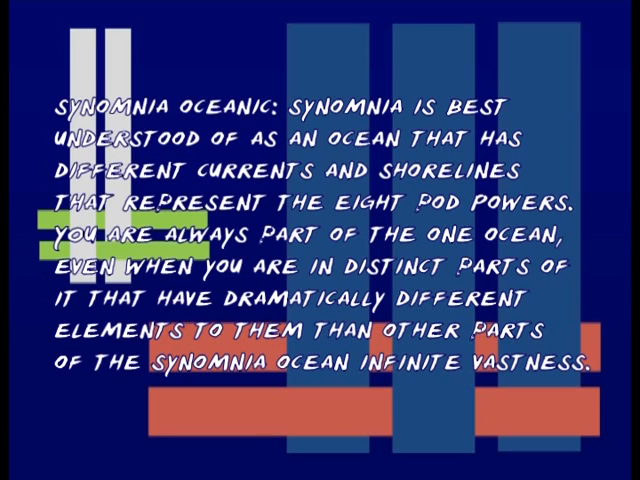 SYNOMNIA OCEANIC: SYNOMNIA IS BEST
UNDERSTOOD OF AS AN OCEAN THAT HAS
DIFFERENT CURRENTS AND SHORELINES
THAT REPRESENT THE EIGHT POD POWERS.
YOU ARE ALWAYS PART OF THE ONE OCEAN,
EVEN WHEN YOU ARE IN DISTINCT PARTS OF
IT THAT HAVE DRAMATICALLY DIFFERENT
ELEMENTS TO THEM THAN OTHER PARTS
OF THE SYNOMNIA OCEAN INFINITE VASTNESS.